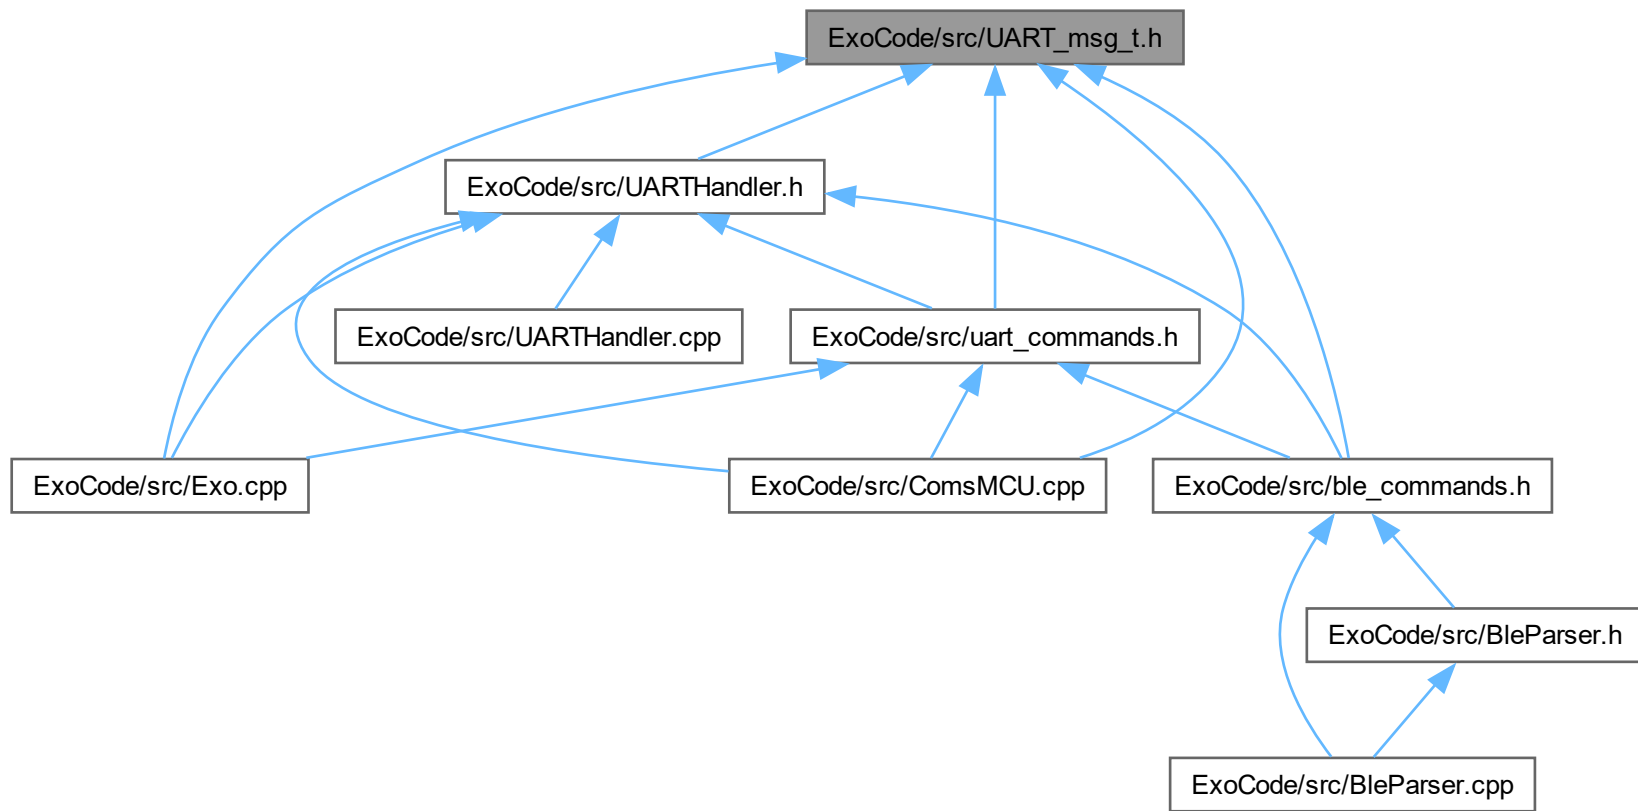 ExoCode/src/UART_msg_t.h
ExoCode/src/UARTHandler.h
ExoCode/src/UARTHandler.cpp
ExoCode/src/uart_commands.h
ExoCode/src/Exo.cpp
ExoCode/src/ComsMCU.cpp
ExoCode/src/ble_commands.h
ExoCode/src/BleParser.h
ExoCode/src/BleParser.cpp